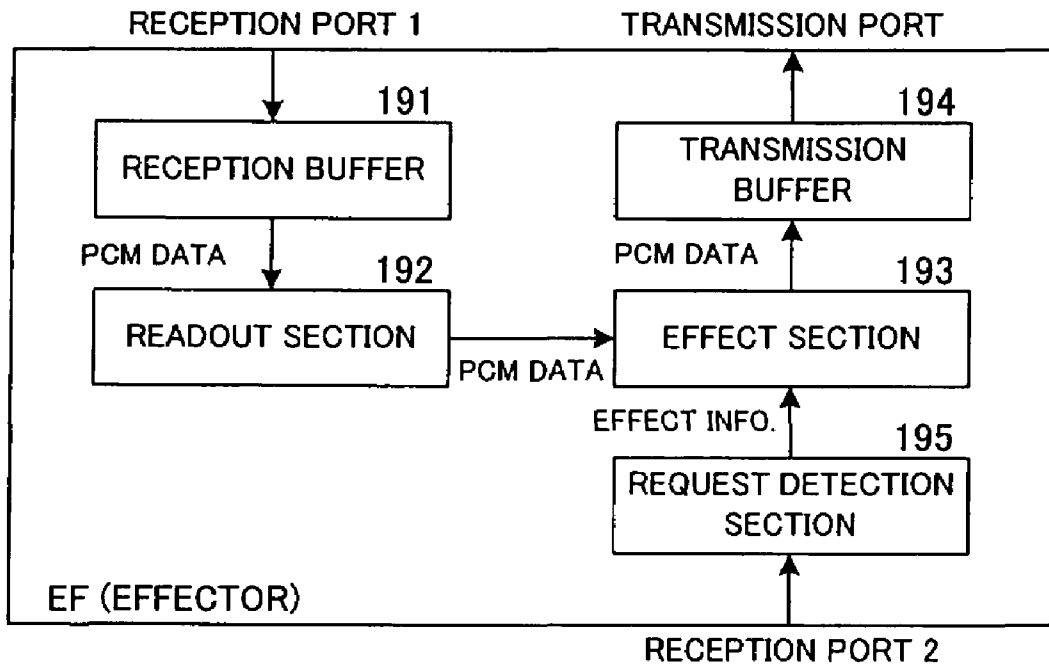 RECEPTION PORT 1
TRANSMISSION PORT
191
RECEPTION BUFFER
194
TRANSMISSION
BUFFER
PCM DATA
PCM DATA
192
READOUT SECTION
193
EFFECT SECTION
PCM DATA
EFFECT INFO.
195
REQUEST DETECTION
SECTION
EF (EFFECTOR)
RECEPTION PORT 2